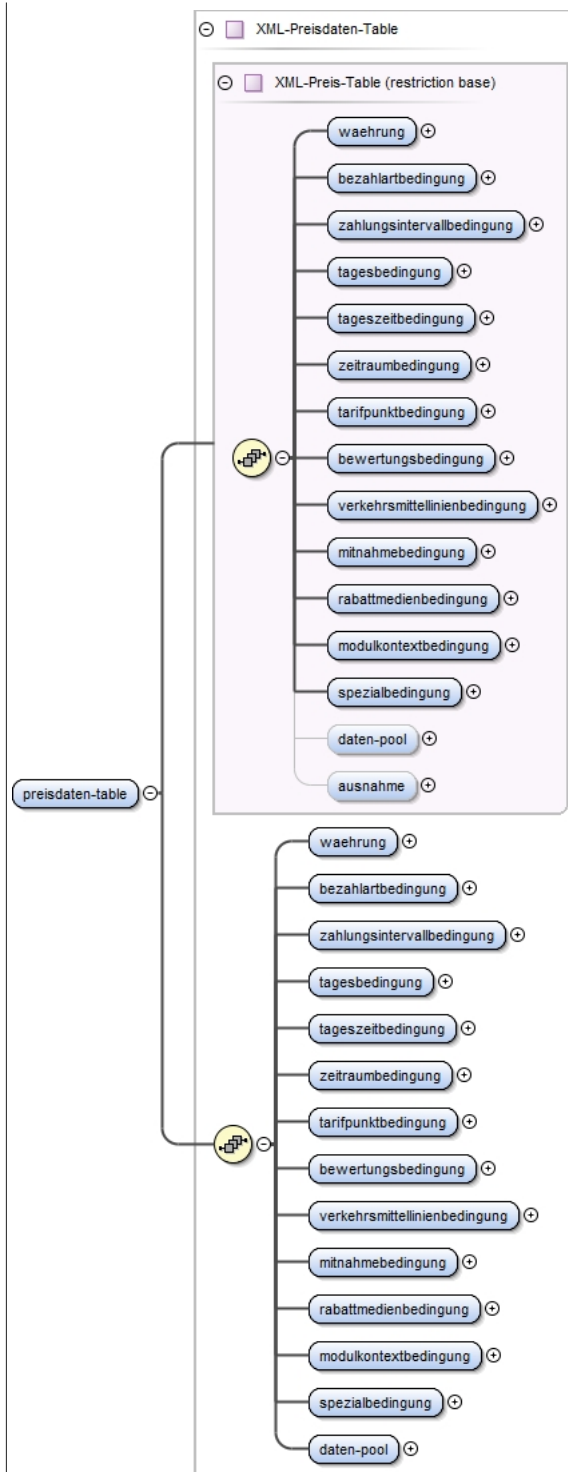 XML-Preisdaten-Table
XML-Preis-Table (restriction base)
waehrung
bezahlartbedingung
zahlungsintervallbedingung
tagesbedingung
tageszeitbedingung
zeitraumbedingung
tarifpunktbedingung
bewertungsbedingung
verkehrsmittellinienbedingung
mitnahmebedingung
rabattmedienbedingung
modulkontextbedingung
spezialbedingung
daten-pool
ausnahme
preisdaten-table
waehrung
bezahlartbedingung
zahlungsintervallbedingung
tagesbedingung
tageszeitbedingung
zeitraumbedingung
tarifpunktbedingung
bewertungsbedingung
verkehrsmittellinienbedingung
mitnahmebedingung
rabattmedienbedingung
modulkontextbedingung
spezialbedingung
daten-pool